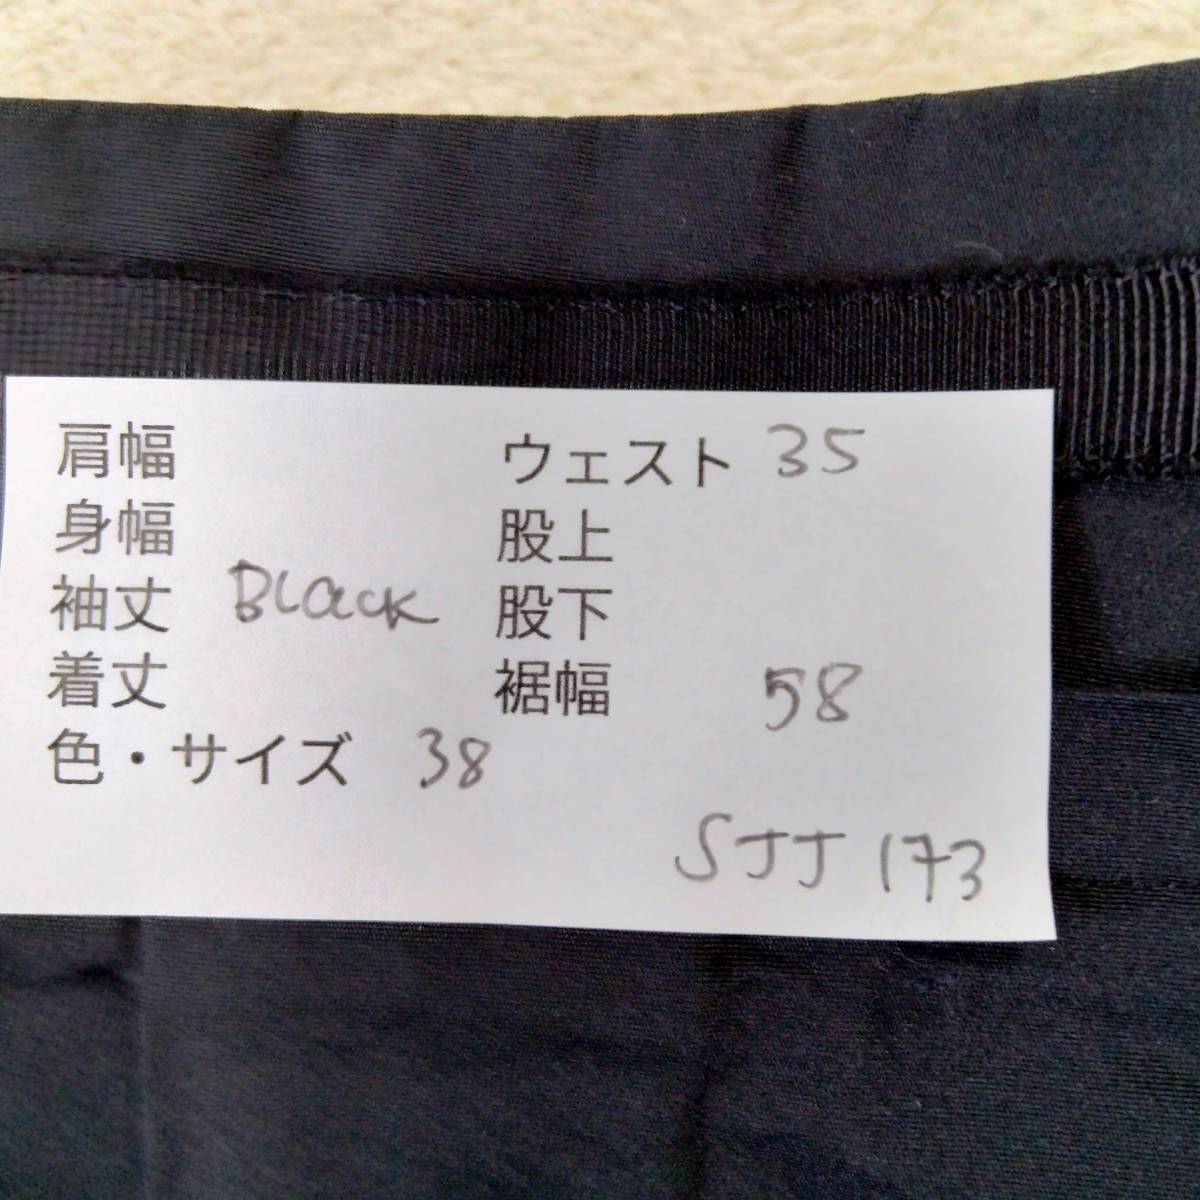 肩幅
身幅
袖丈 Black
着丈
色・サイズ 38
ウェスト 35
股上
股下
裾幅 58
SJJ 173